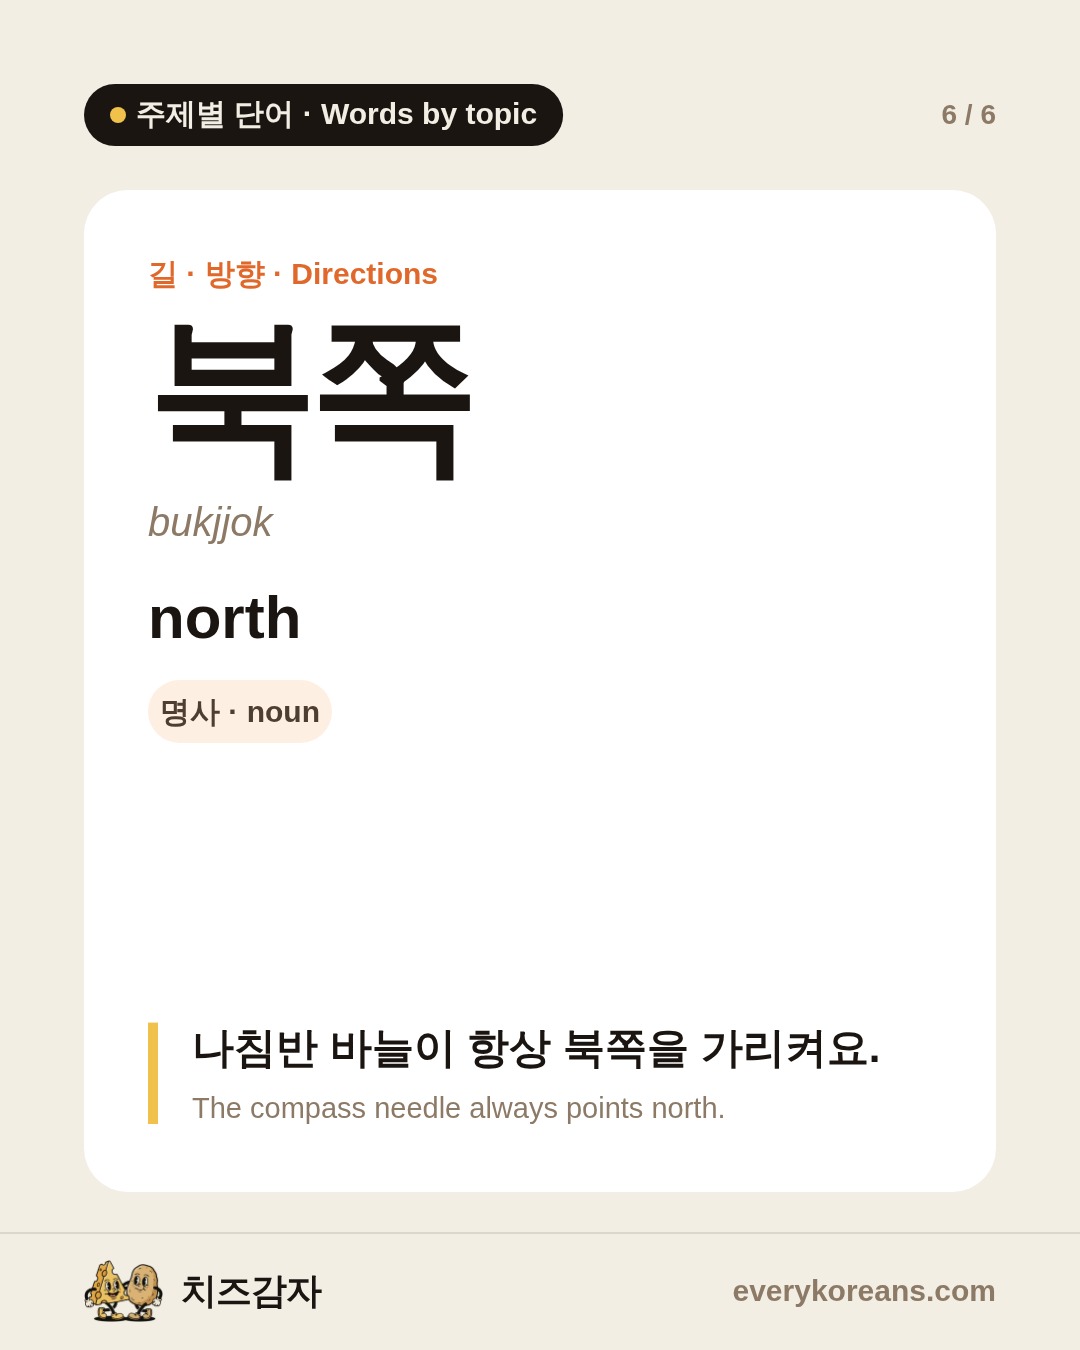 주제별 단어 · Words by topic
6 / 6
길 · 방향 · Directions
북쪽
bukjjok
north
명사 · noun
나침반 바늘이 항상 북쪽을 가리켜요.
The compass needle always points north.
치즈감자
everykoreans.com